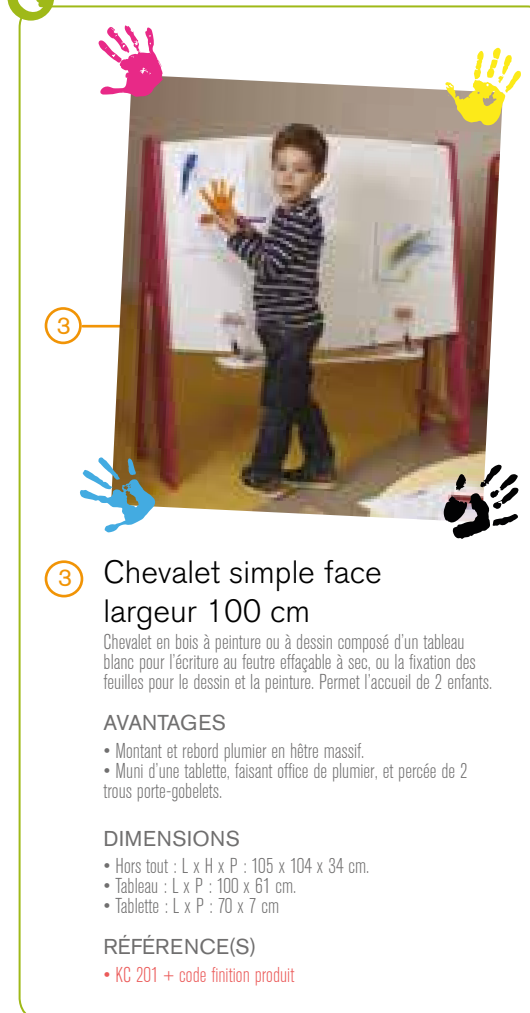 3
3
Chevalet simple face
largeur 100 cm
Chevalet en bois à peinture ou à dessin composé d'un tableau
blanc pour l'écriture au feutre effaçable à sec, ou la fixation des
feuilles pour le dessin et la peinture. Permet l'accueil de 2 enfants.
AVANTAGES
• Montant et rebord plumier en hêtre massif.
• Muni d'une tablette, faisant office de plumier, et percée de 2
trous porte-gobelets.
DIMENSIONS
• Hors tout : L x H x P : 105 x 104 x 34 cm.
• Tableau : L x P : 100 x 61 cm.
• Tablette : L x P : 70 x 7 cm
RÉFÉRENCE(S)
• KC 201 + code finition produit